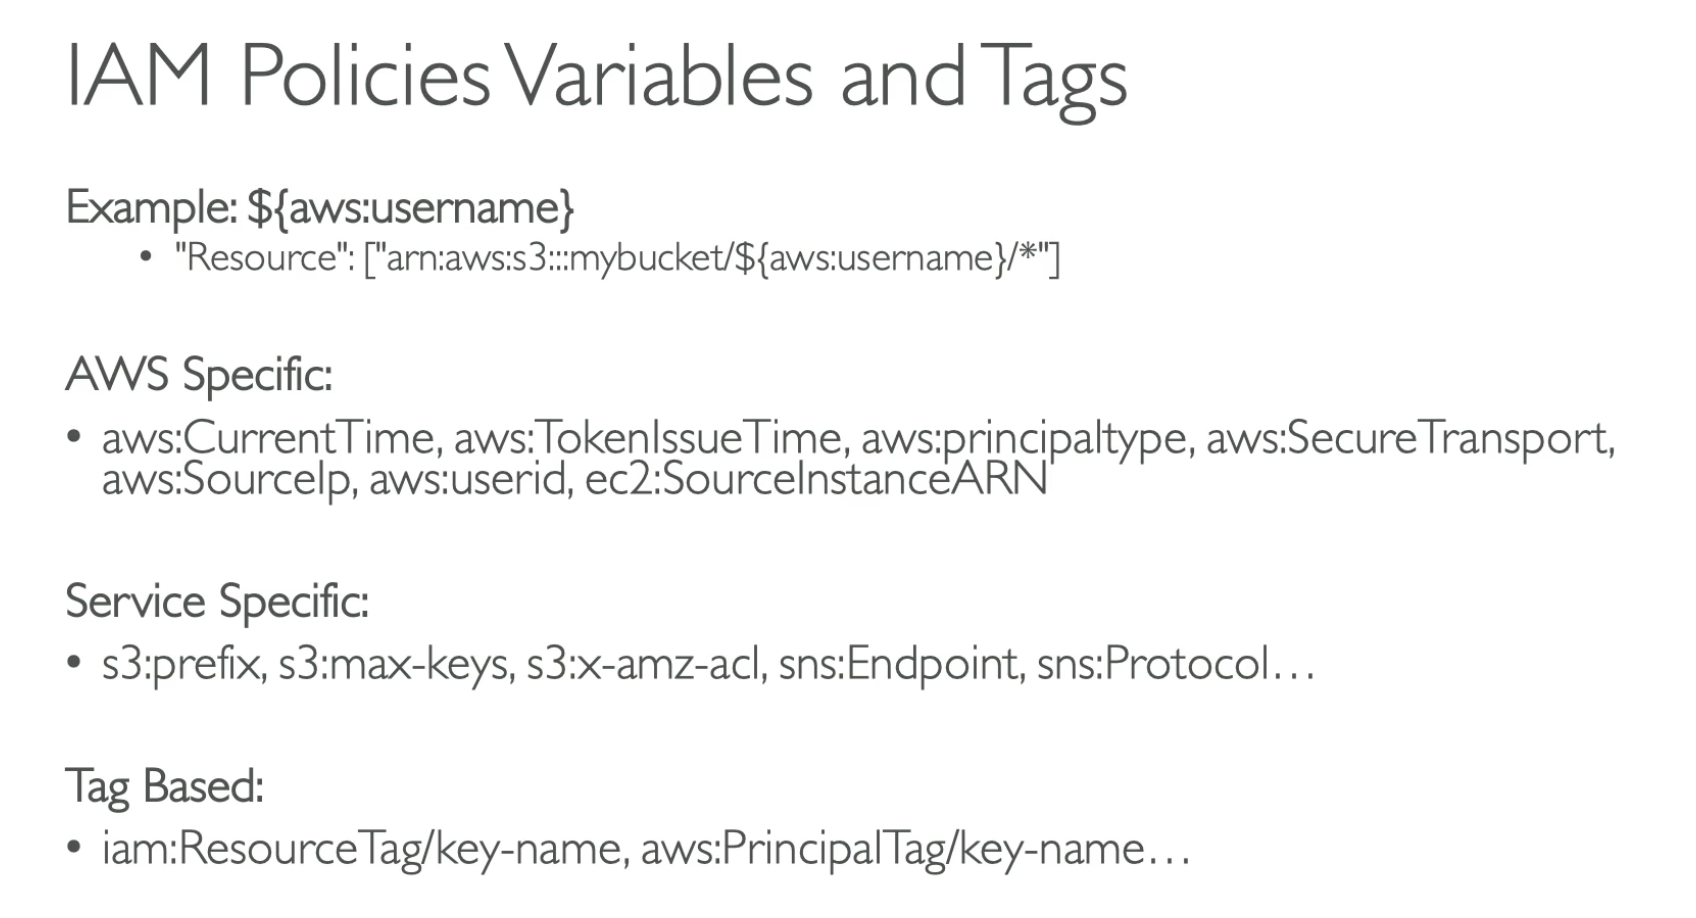 IAM Policies Variables and Tags
Example: ${aws:username}
• "Resource": ["arn:aws:s3:::mybucket/${aws:username}/*"]
AWS Specific:
• aws:CurrentTime, aws:TokenIssueTime, aws:principaltype, aws:SecureTransport,
aws:SourceIp, aws:userid, ec2:SourceInstanceARN
Service Specific:
• s3:prefix, s3:max-keys, s3:x-amz-acl, sns:Endpoint, sns:Protocol…
Tag Based:
• iam:ResourceTag/key-name, aws:PrincipalTag/key-name…